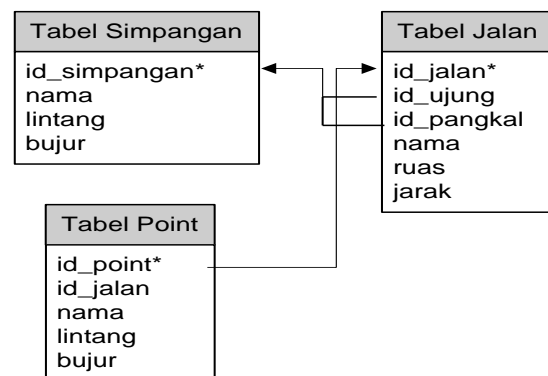 Tabel Simpangan
id_simpangan*
nama
lintang
bujur
Tabel Jalan
id_jalan*
id_ujung
id_pangkal
nama
ruas
jarak
Tabel Point
id_point*
id_jalan
nama
lintang
bujur